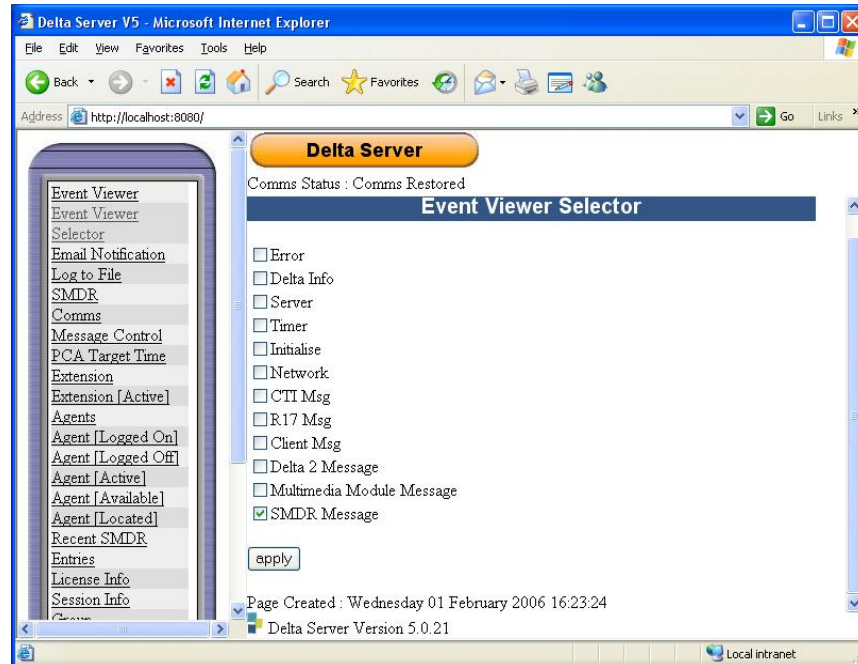 Delta Server V5 - Microsoft Internet Explorer
File Edit View Favorites Tools Help
Back Search Favorites
Address http://localhost:8080/ Go Links »
Event Viewer
Event Viewer
Selector
Email Notification
Log to File
SMDR
Comms
Message Control
PCA Target Time
Extension
Extension [Active]
Agents
Agent [Logged On]
Agent [Logged Off]
Agent [Active]
Agent [Available]
Agent [Located]
Recent SMDR
Entries
License Info
Session Info
Group
Delta Server
Comms Status : Comms Restored
Event Viewer Selector
Error
Delta Info
Server
Timer
Initialise
Network
CTI Msg
R17 Msg
Client Msg
Delta 2 Message
Multimedia Module Message
SMDR Message
apply
Page Created : Wednesday 01 February 2006 16:23:24
Delta Server Version 5.0.21
Local intranet